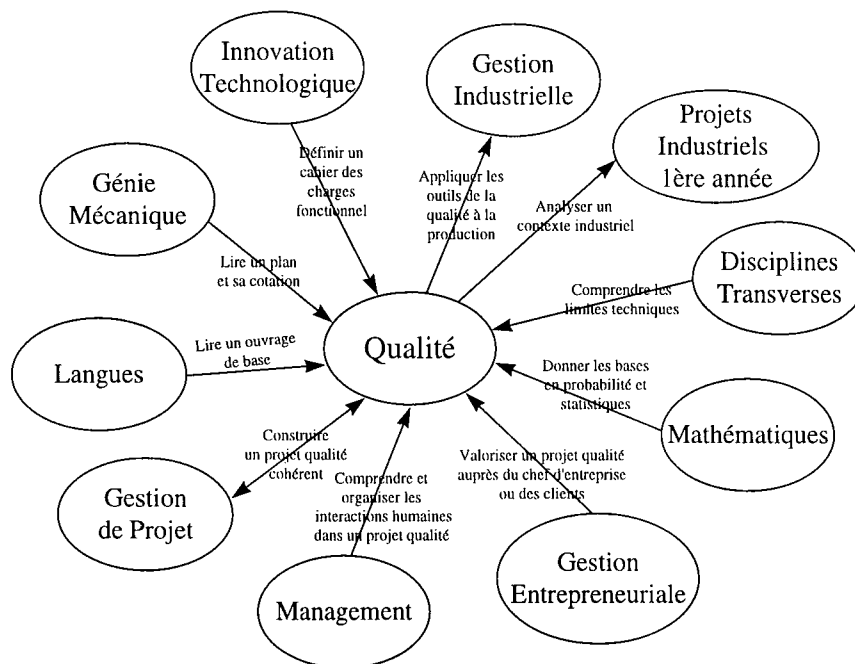 Innovation
Technologique
Gestion
Industrielle
Projets
Industriels
1ère année
Génie
Mécanique
Définir un
cahier des
charges
fonctionnel
Appliquer les
outils de la
qualité à la
production
Analyser un
contexte industriel
Lire un plan
et sa cotation
Disciplines
Transverses
Comprendre les
limites techniques
Qualité
Lire un ouvrage
de base
Langues
Donner les bases
en probabilité et
statistiques
Mathématiques
Construire
un projet qualité
cohérent
Valoriser un projet qualité
auprès du chef d'entreprise
ou des clients
Comprendre et
organiser les
interactions humaines
dans un projet qualité
Gestion
de Projet
Gestion
Entrepreneuriale
Management